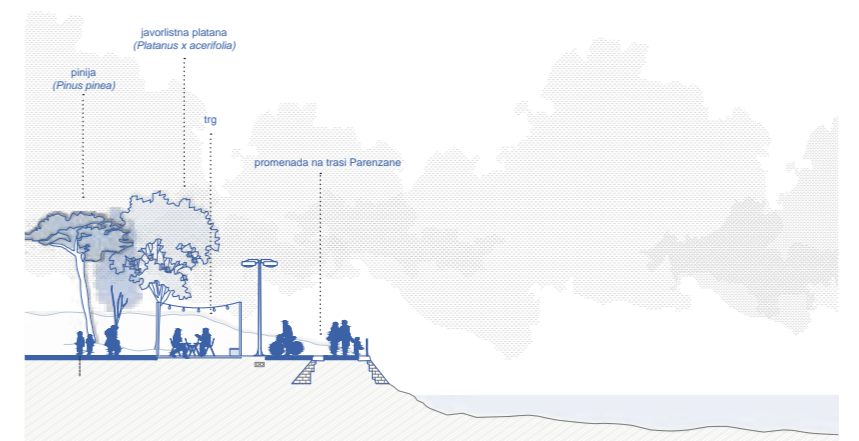 javorlistna platana
(Platanus x acerifolia)
pinija
(Pinus pinea)
trg
promenada na trasi Parenzane